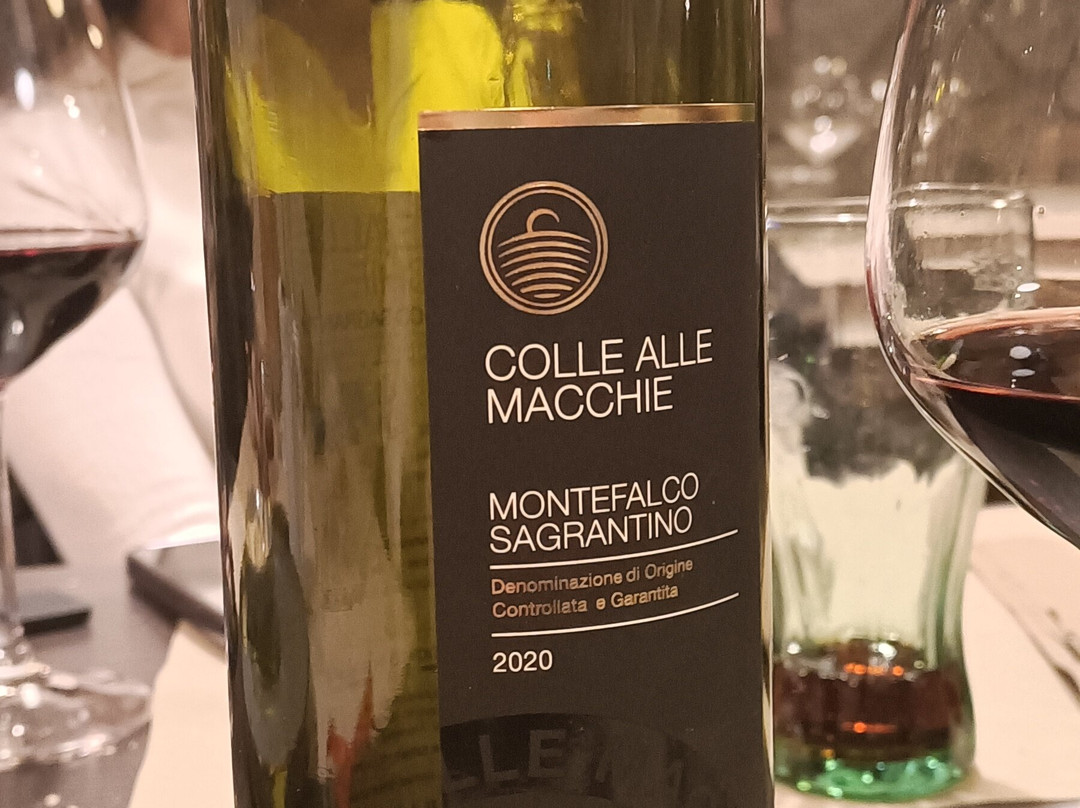 COLLE ALLE
MACCHIE
MONTEFALCO
SAGRANTINO
Denominazione di Origine
Controllata e Garantita
2020